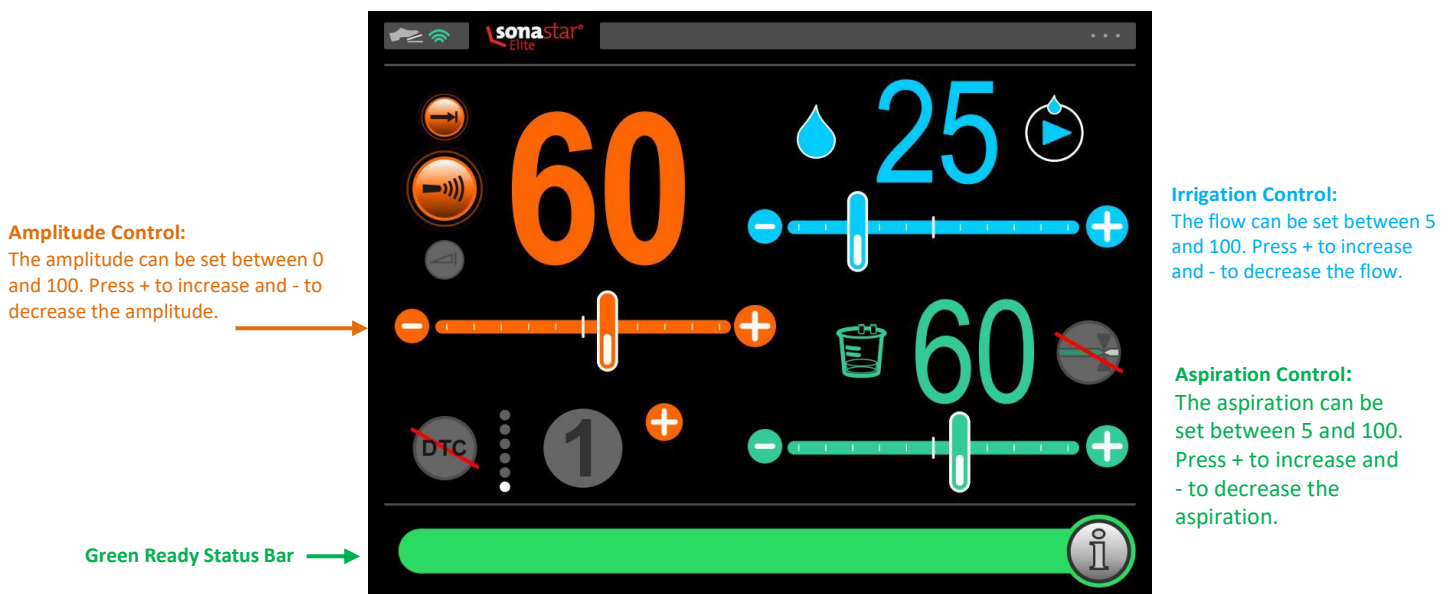 sonastar®
Elite
60
25
Amplitude Control:
The amplitude can be set between 0
and 100. Press + to increase and - to
decrease the amplitude.
Irrigation Control:
The flow can be set between 5
and 100. Press + to increase
and - to decrease the flow.
60
Aspiration Control:
The aspiration can be
set between 5 and 100.
Press + to increase and
- to decrease the
aspiration.
DTC
1
Green Ready Status Bar
i